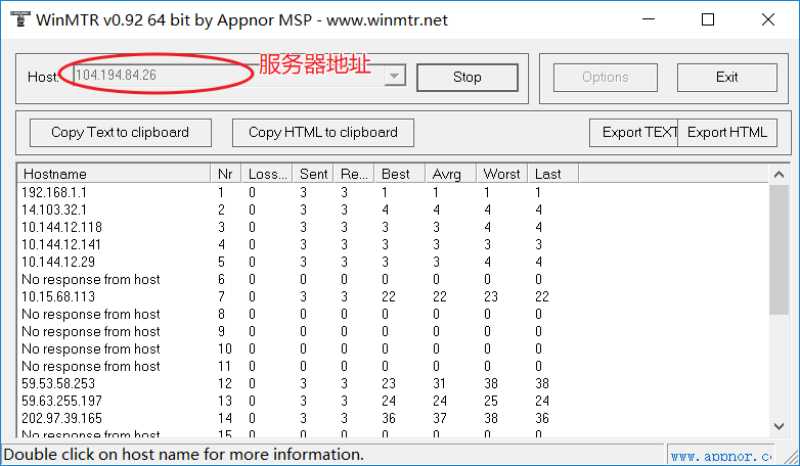 WinMTR v0.92 64 bit by Appnor MSP - www.winmtr.net
Host: 104.194.84.26 服务器地址 Stop Options Exit
Copy Text to clipboard Copy HTML to clipboard Export TEXT Export HTML
Hostname Nr Loss... Sent Re... Best Avrg Worst Last
192.168.1.1 1 0 3 3 1 1 1 1
14.103.32.1 2 0 3 3 4 4 4 4
10.144.12.118 3 0 3 3 3 3 4 4
10.144.12.141 4 0 3 3 3 3 3 3
10.144.12.29 5 0 3 3 3 3 4 4
No response from host 6 0 0 0 0 0 0 0
10.15.68.113 7 0 3 3 22 22 23 22
No response from host 8 0 0 0 0 0 0 0
No response from host 9 0 0 0 0 0 0 0
No response from host 10 0 0 0 0 0 0 0
No response from host 11 0 0 0 0 0 0 0
59.53.58.253 12 0 3 3 23 31 38 38
59.63.255.197 13 0 3 3 24 24 25 24
202.97.39.165 14 0 3 3 36 37 38 36
No response from host 15 0 0 0 0 0 0 0
Double click on host name for more information. www.appnor.c